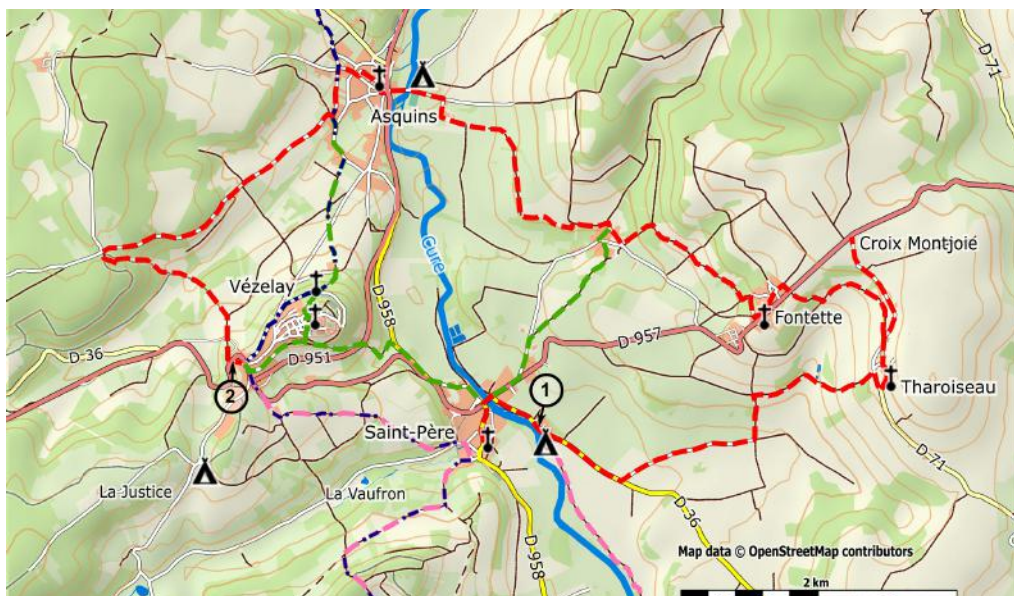 D 71
Asquins
Cure
Croix Montjoie
Vézelay
D 958
Fontette
D 957
D 36
D 951
2
1
Tharoiseau
Saint-Père
D 71
La Justice
La Vaufron
D 36
D 958
Map data © OpenStreetMap contributors
2 km